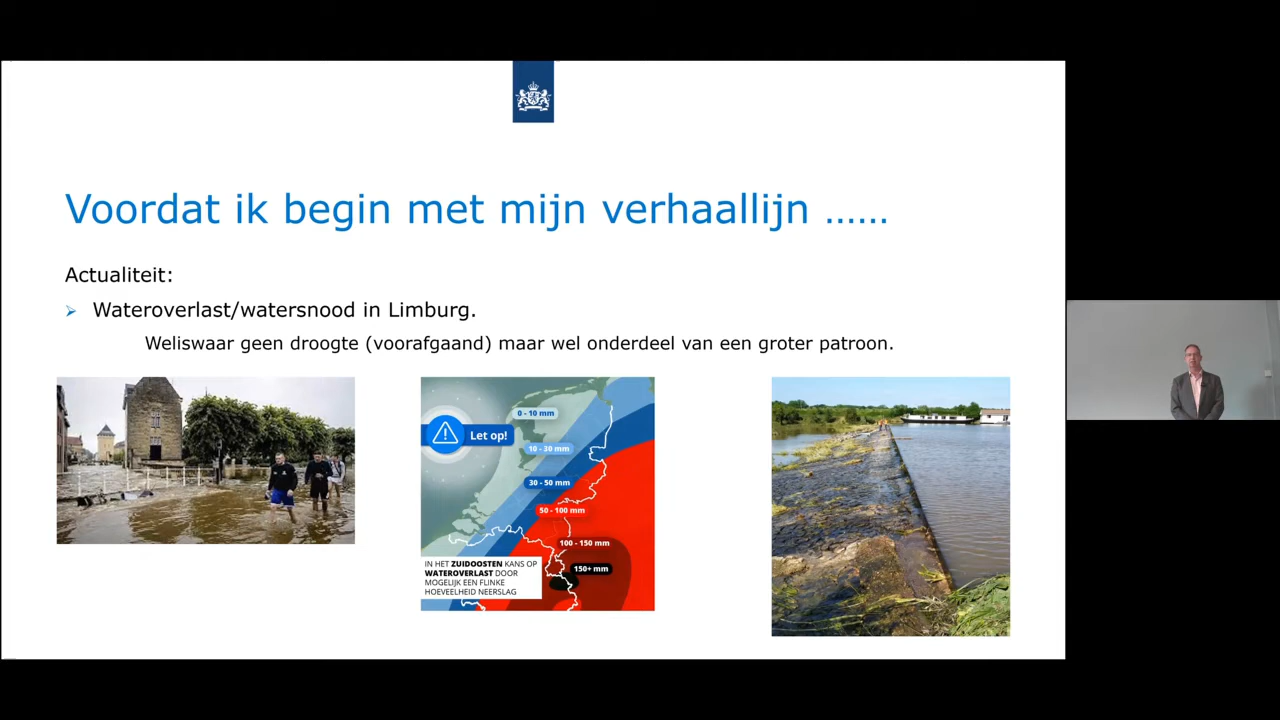 Voordat ik begin met mijn verhaallijn ......
Actualiteit:
Wateroverlast/watersnood in Limburg.
Weliswaar geen droogte (voorafgaand) maar wel onderdeel van een groter patroon.
Let op!
0 - 10 mm
10 - 30 mm
30 - 50 mm
50 - 100 mm
100 - 150 mm
150+ mm
IN HET ZUIDOOSTEN KANS OP
WATEROVERLAST DOOR
MOGELIJK EEN FLINKE
HOEVEELHEID NEERSLAG